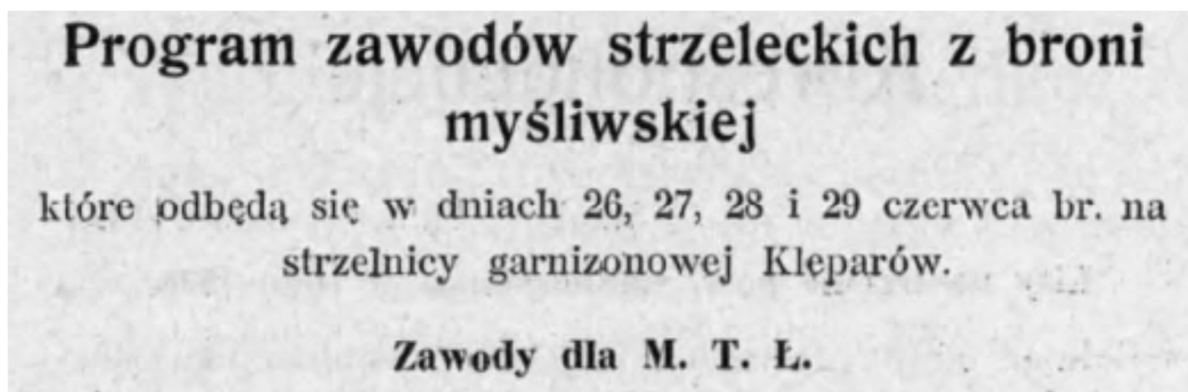 Program zawodów strzeleckich z broni
myśliwskiej
które odbędą się w dniach 26, 27, 28 i 29 czerwca br. na
strzelnicy garnizonowej Kleparów.
Zawody dla M. T. Ł.